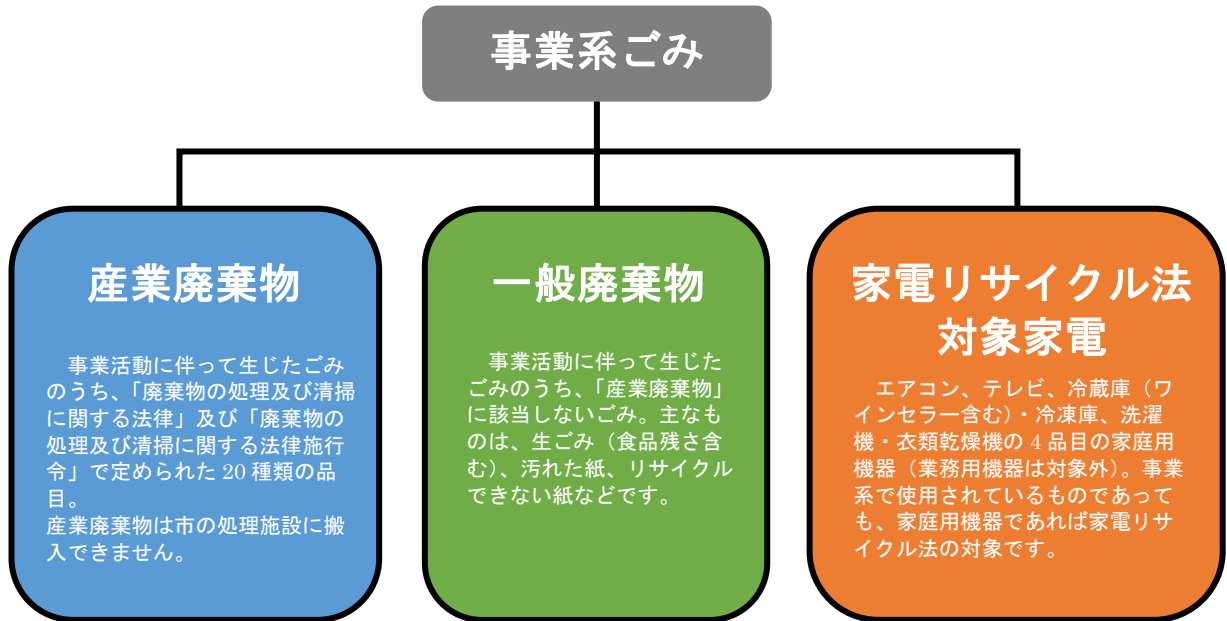 事業系ごみ
産業廃棄物
　事業活動に伴って生じたごみ
のうち、「廃棄物の処理及び清掃
に関する法律」及び「廃棄物の
処理及び清掃に関する法律施行
令」で定められた 20 種類の品
目。
産業廃棄物は市の処理施設に搬
入できません。
一般廃棄物
　事業活動に伴って生じた
ごみのうち、「産業廃棄物」
に該当しないごみ。主なも
のは、生ごみ（食品残さ含
む）、汚れた紙、リサイクル
できない紙などです。
家電リサイクル法
対象家電
　エアコン、テレビ、冷蔵庫（ワ
インセラー含む）・冷凍庫、洗濯
機・衣類乾燥機の 4 品目の家庭用
機器（業務用機器は対象外）。事業
系で使用されているものであって
も、家庭用機器であれば家電リサ
イクル法の対象です。